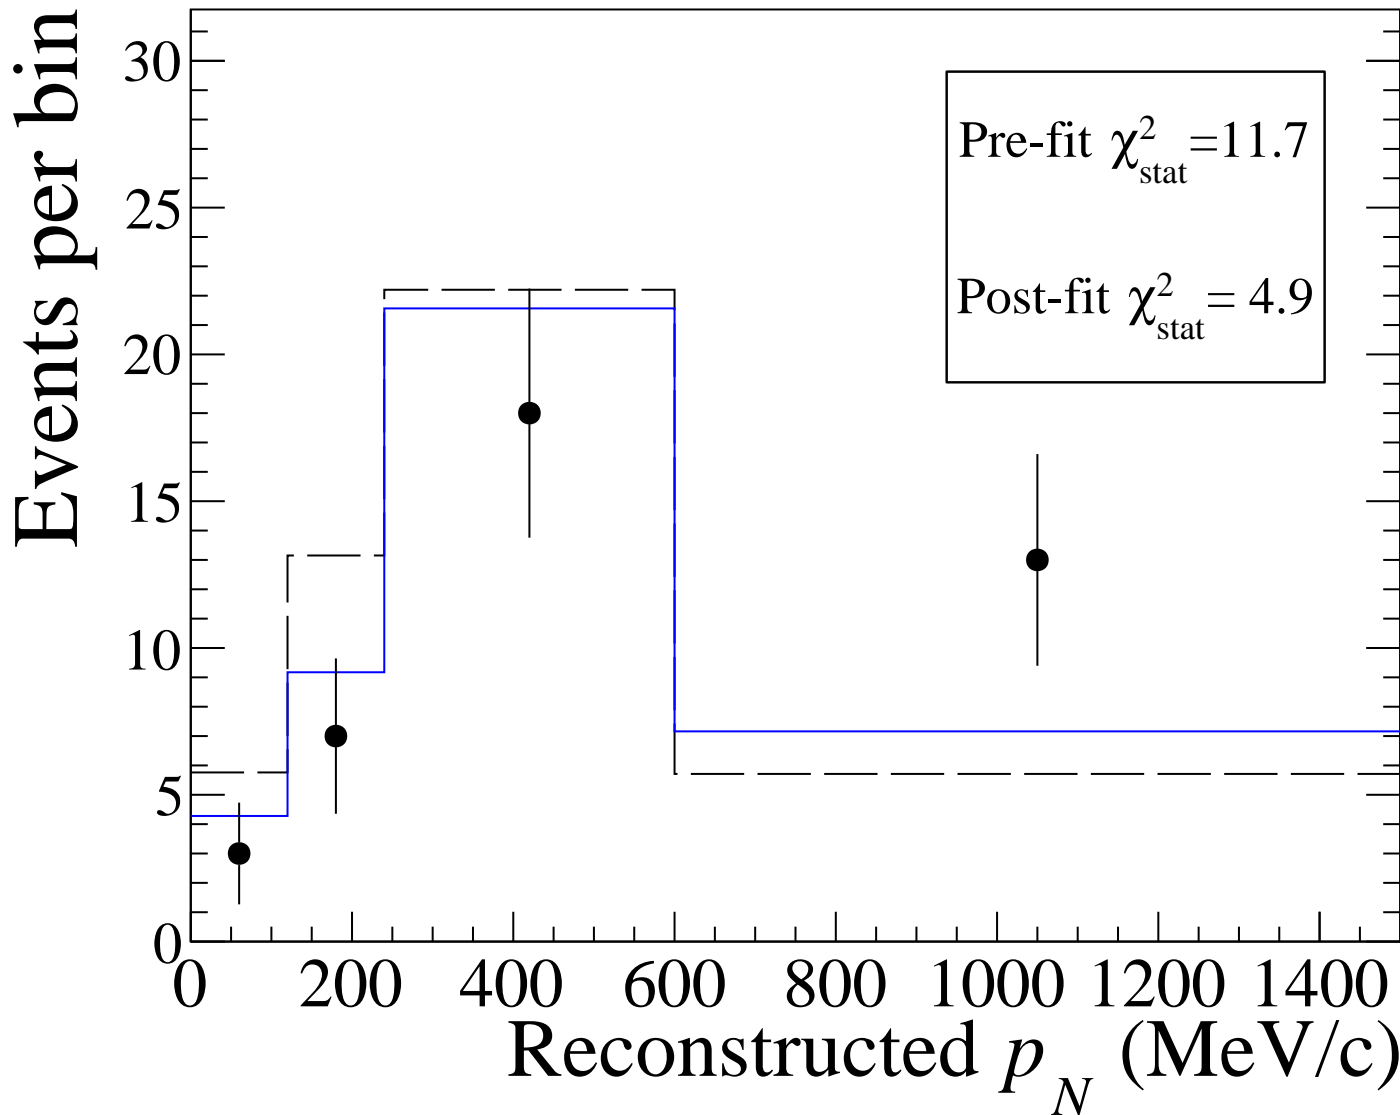 Events per bin
30
25
20
15
10
5
0
Pre-fit χ²stat=11.7
Post-fit χ²stat= 4.9
0 200 400 600 800 1000 1200 1400
Reconstructed pN (MeV/c)